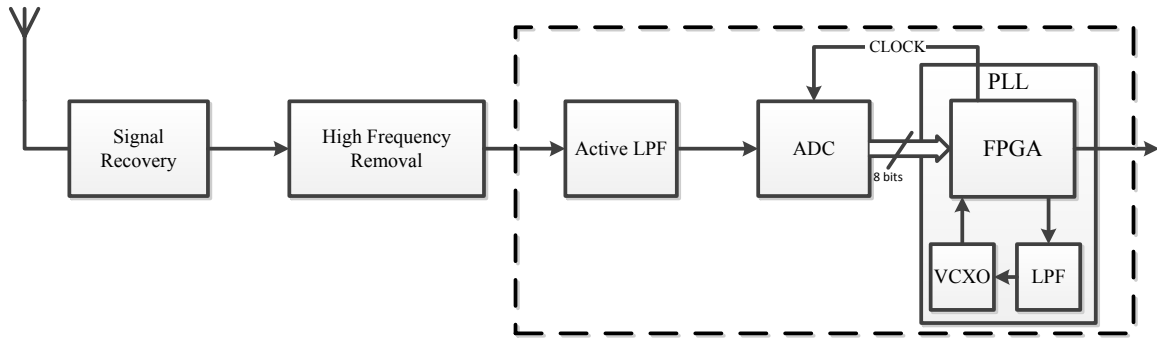 CLOCK
PLL
Signal
Recovery
High Frequency
Removal
Active LPF
ADC
8 bits
FPGA
VCXO
LPF